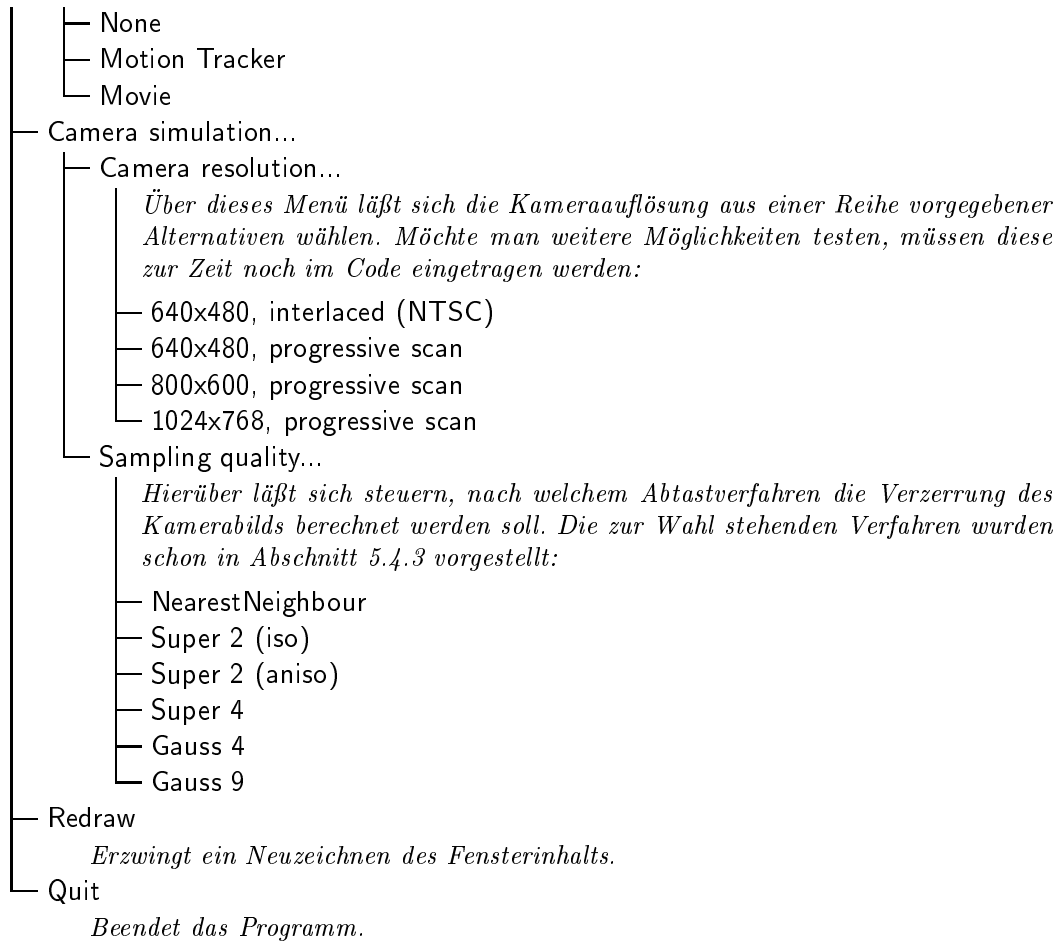 None
Motion Tracker
Movie
Camera simulation...
Camera resolution...
Über dieses Menü läßt sich die Kameraauflösung aus einer Reihe vorgegebener
Alternativen wählen. Möchte man weitere Möglichkeiten testen, müssen diese
zur Zeit noch im Code eingetragen werden:
640x480, interlaced (NTSC)
640x480, progressive scan
800x600, progressive scan
1024x768, progressive scan
Sampling quality...
Hierüber läßt sich steuern, nach welchem Abtastverfahren die Verzerrung des
Kamerabilds berechnet werden soll. Die zur Wahl stehenden Verfahren wurden
schon in Abschnitt 5.4.3 vorgestellt:
NearestNeighbour
Super 2 (iso)
Super 2 (aniso)
Super 4
Gauss 4
Gauss 9
Redraw
Erzwingt ein Neuzeichnen des Fensterinhalts.
Quit
Beendet das Programm.